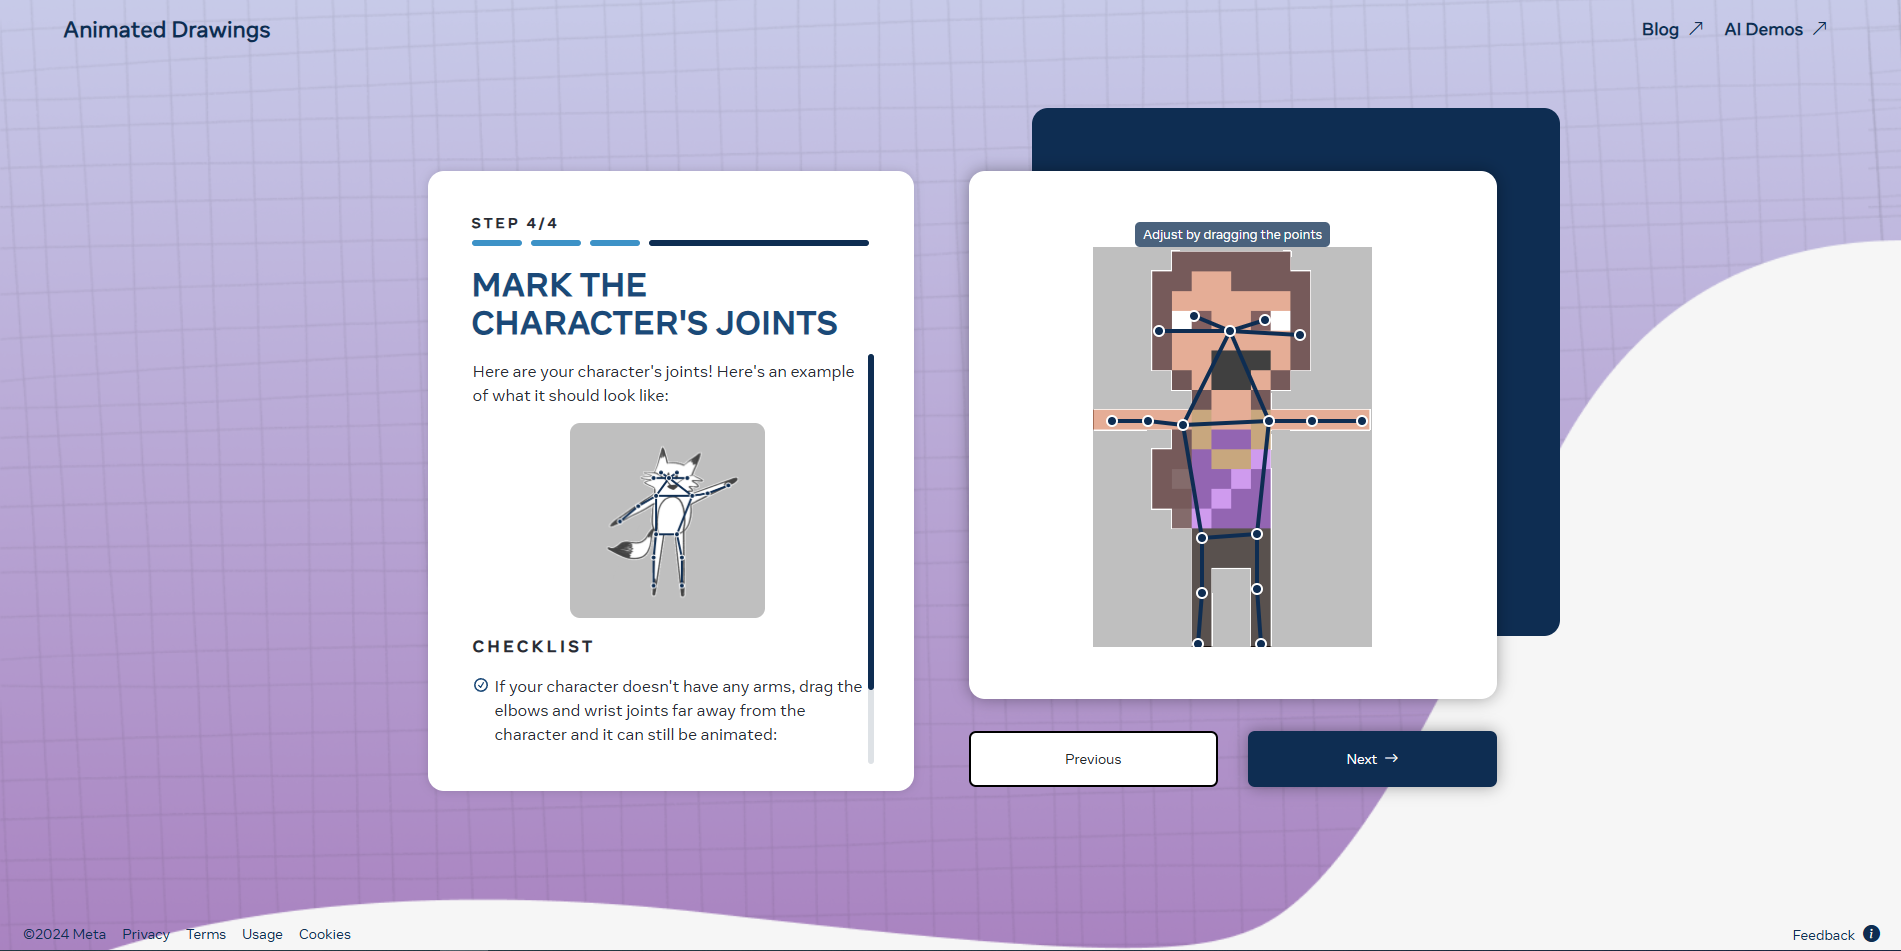 Animated Drawings
Blog
AI Demos
STEP 4/4
MARK THE
CHARACTER'S JOINTS
Here are your character's joints! Here's an example
of what it should look like:
CHECKLIST
If your character doesn't have any arms, drag the
elbows and wrist joints far away from the
character and it can still be animated:
Adjust by dragging the points
Previous
Next
©2024 Meta
Privacy
Terms
Usage
Cookies
Feedback